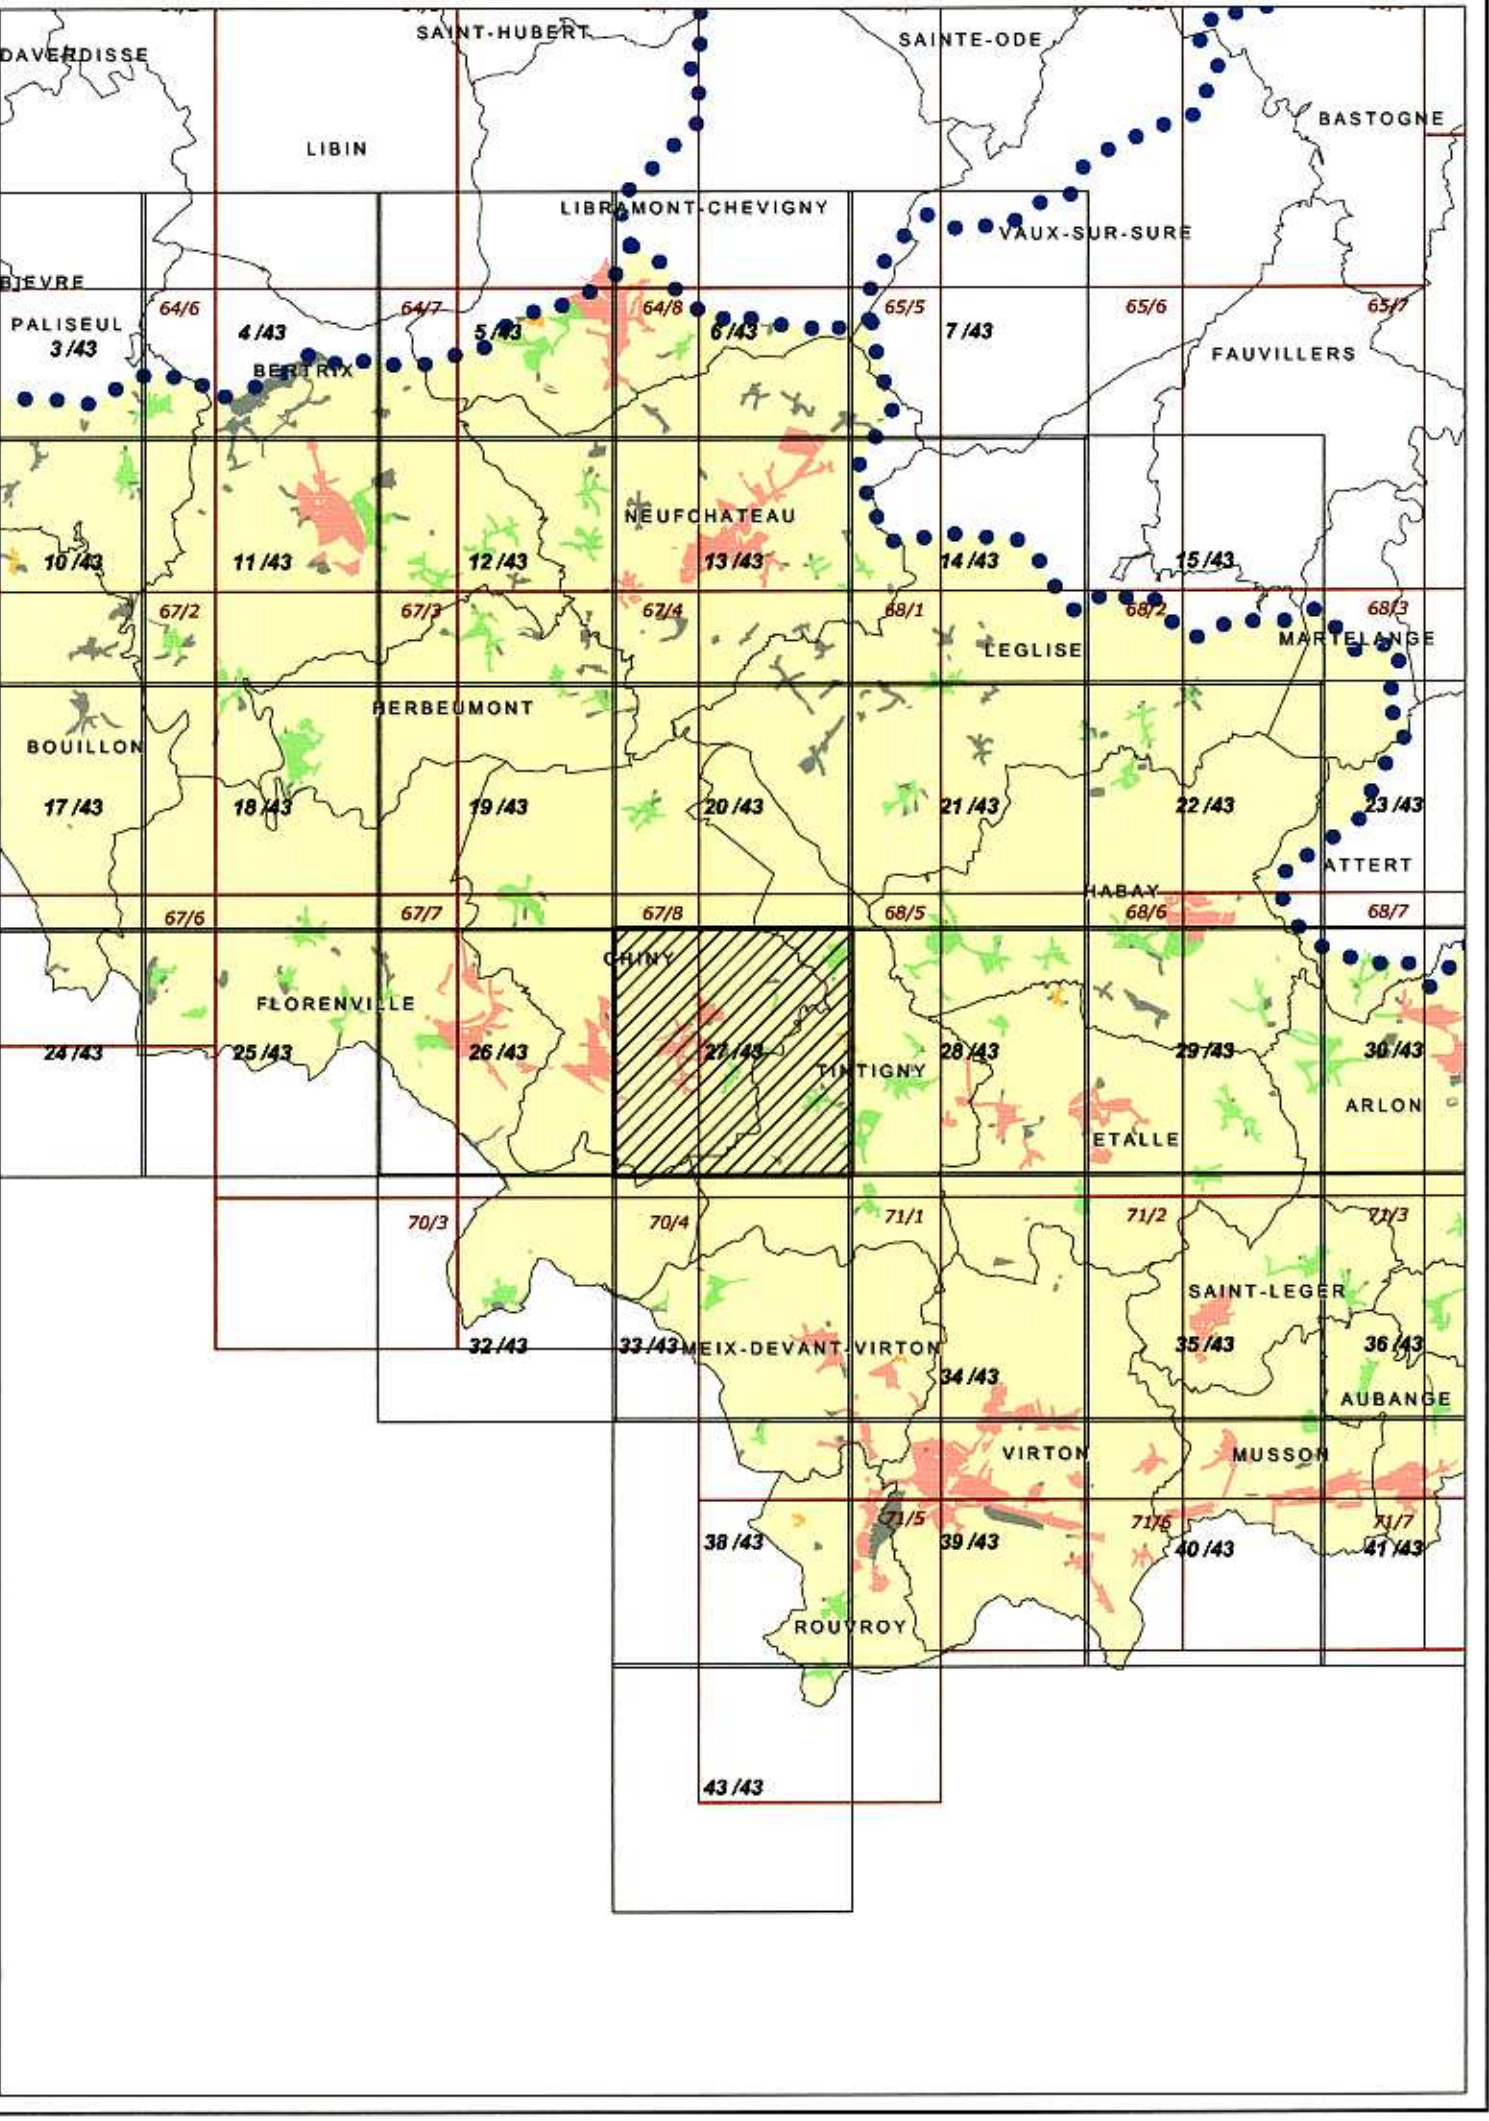 SAINT-HUBERT
SAINTE-ODE
DAVERDISSE
BASTOGNE
LIBIN
LIBRAMONT-CHEVIGNY
VAUX-SUR-SURE
BIEVRE
64/6
64/7
64/8
65/5
65/6
65/7
PALISEUL
3 /43
4 /43
5 /43
6 /43
7 /43
FAUVILLERS
BERTRIX
NEUFCHATEAU
10 /43
11 /43
12 /43
13 /43
14 /43
15 /43
67/2
67/3
67/4
68/1
68/2
68/3
LEGLISE
MARTELANGE
HERBEUMONT
BOUILLON
17 /43
18 /43
19 /43
20 /43
21 /43
22 /43
23 /43
ATTERT
HABAY
67/6
67/7
67/8
68/5
68/6
68/7
CHINY
FLORENVILLE
24 /43
25 /43
26 /43
27 /43
28 /43
29 /43
30 /43
TINTIGNY
ARLON
ETALLE
70/3
70/4
71/1
71/2
71/3
SAINT-LEGER
32 /43
33 /43
MEIX-DEVANT-VIRTON
34 /43
35 /43
36 /43
AUBANGE
VIRTON
MUSSON
71/5
71/6
71/7
38 /43
39 /43
40 /43
41 /43
ROUVROY
43 /43